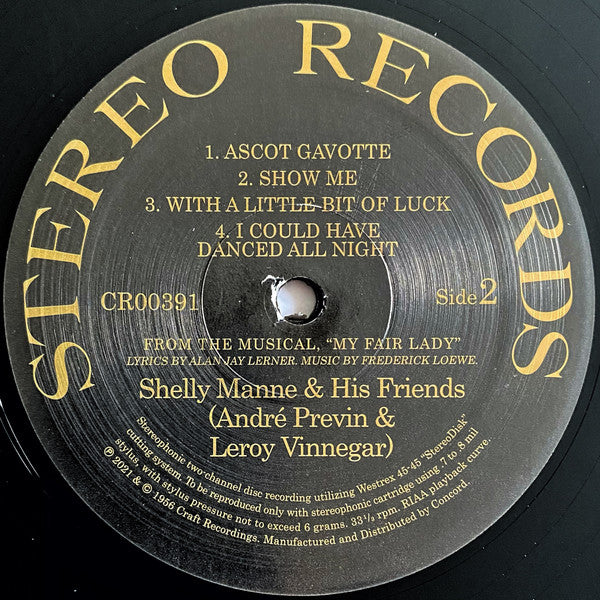 STEREO RECORDS
1. ASCOT GAVOTTE
2. SHOW ME
3. WITH A LITTLE BIT OF LUCK
4. I COULD HAVE
DANCED ALL NIGHT
CR00391
Side 2
FROM THE MUSICAL, "MY FAIR LADY"
LYRICS BY ALAN JAY LERNER. MUSIC BY FREDERICK LOEWE.
Shelly Manne & His Friends
(André Previn &
Leroy Vinnegar)
Stereophonic two-channel disc recording utilizing Westrex 45-45 "StereoDisk"
cutting system. To be reproduced only with stereophonic cartridge using .7 to .8 mil
stylus, with stylus pressure not to exceed 6 grams. 33 1/3 rpm. RIAA playback curve.
℗ 2021 & © 1956 Craft Recordings. Manufactured and Distributed by Concord.